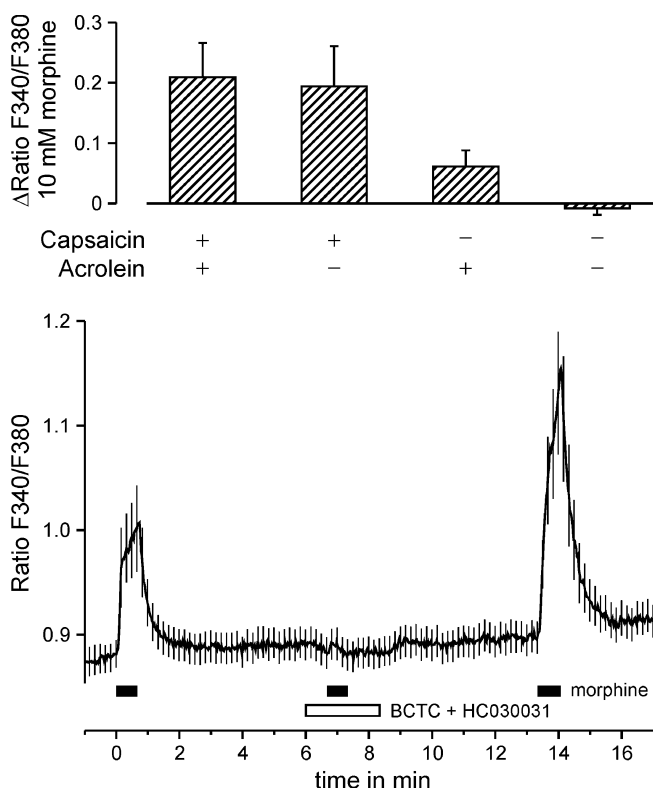 ΔRatio F340/F380
10 mM morphine
0.3
0.2
0.1
0
Capsaicin + + − −
Acrolein + − + −
Ratio F340/F380
1.2
1.1
1.0
0.9
morphine
BCTC + HC030031
0 2 4 6 8 10 12 14 16
time in min